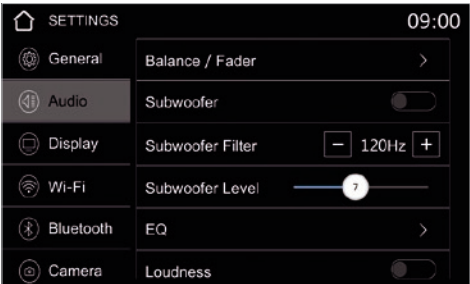 SETTINGS 09:00
General
Audio
Display
Wi-Fi
Bluetooth
Camera
Balance / Fader >
Subwoofer
Subwoofer Filter − 120Hz +
Subwoofer Level 7
EQ >
Loudness